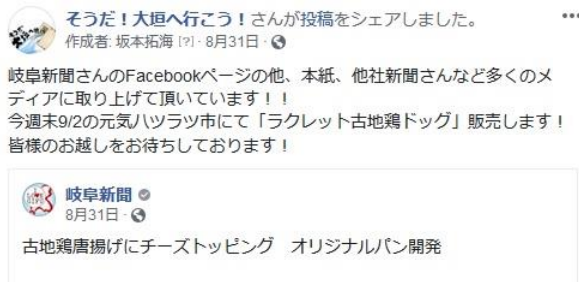 そうだ！大垣へ行こう！さんが投稿をシェアしました。
作成者: 坂本拓海 [?]・8月31日・
岐阜新聞さんのFacebookページの他、本紙、他社新聞さんなど多くのメ
ディアに取り上げて頂いています！！
今週末9/2の元気ハツラツ市にて「ラクレット古地鶏ドッグ」販売します！
皆様のお越しをお待ちしております！
岐阜新聞
8月31日・
古地鶏唐揚げにチーズトッピング　オリジナルパン開発